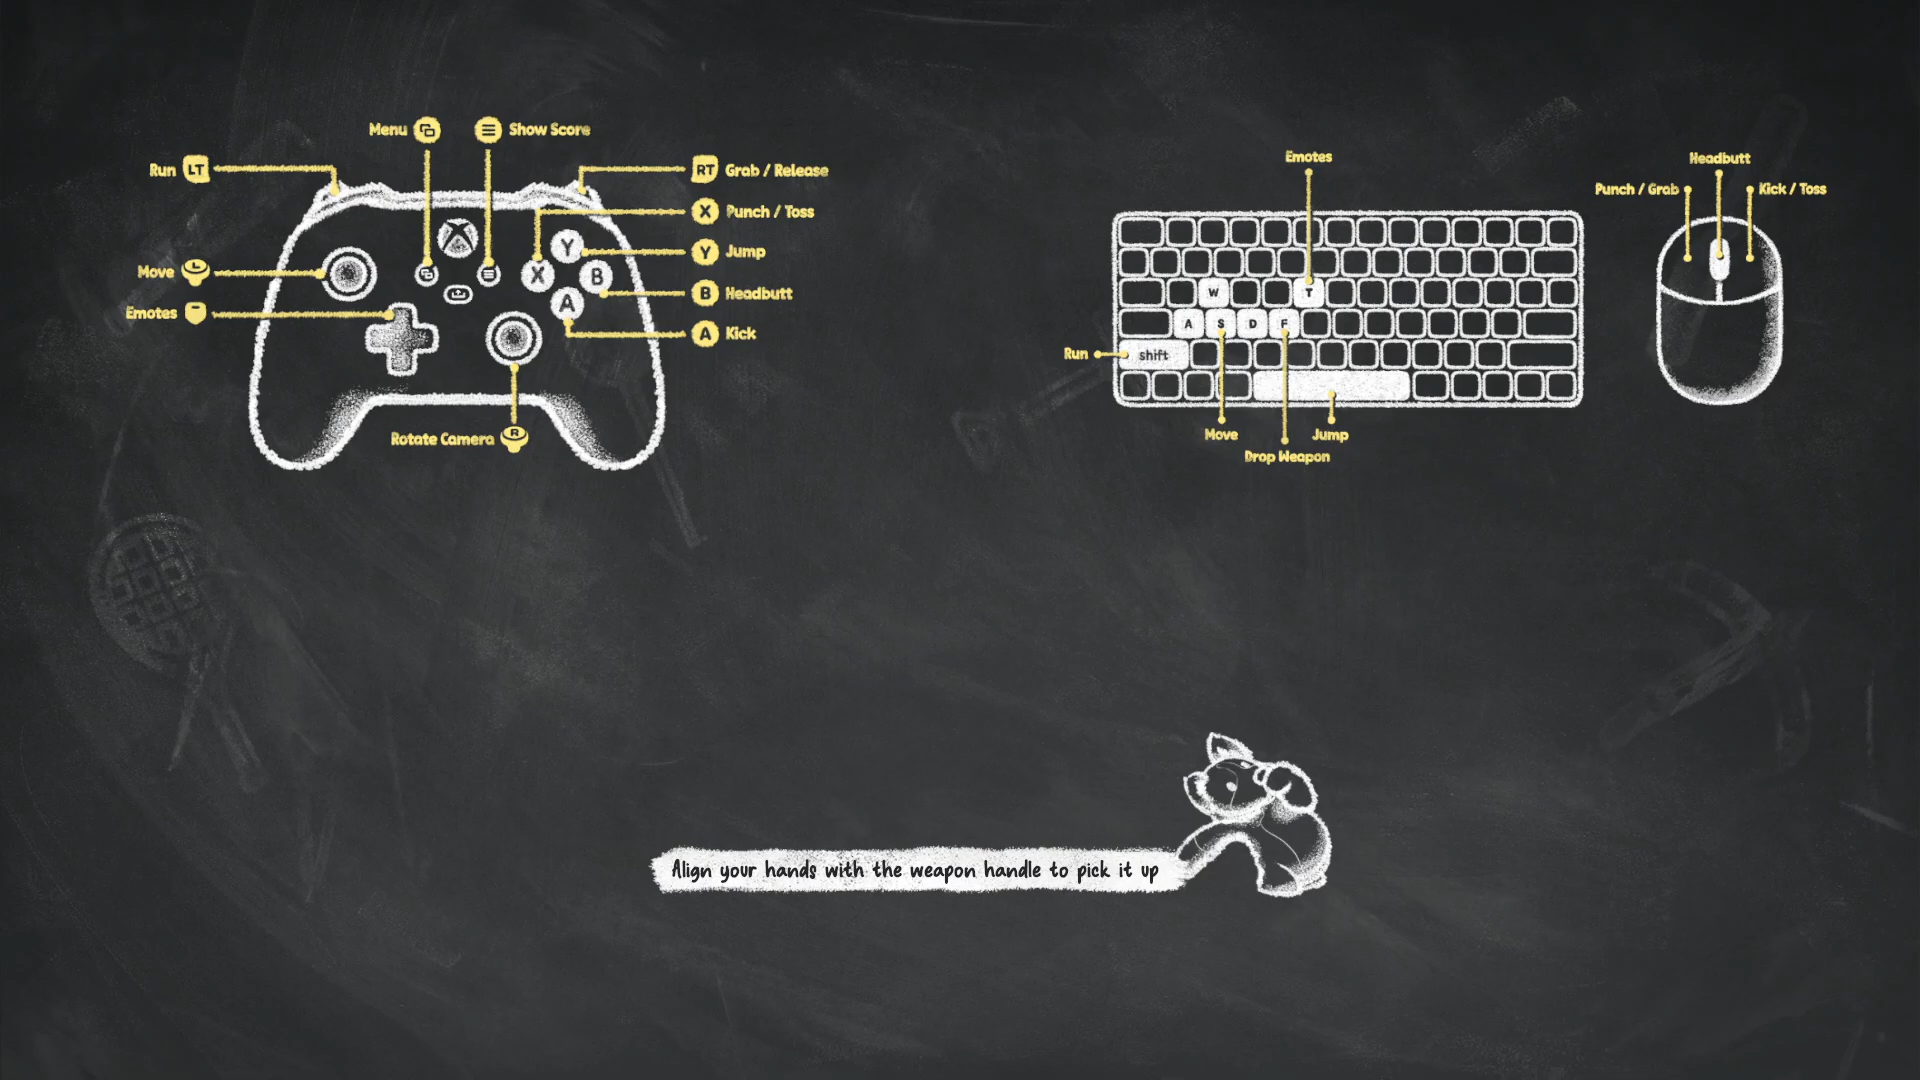 Menu
Show Score
Run LT
RT Grab / Release
X Punch / Toss
Y Jump
B Headbutt
A Kick
Move L
Emotes
Y
X
B
A
Rotate Camera R
Emotes
W
T
A
S
D
F
Run
shift
Move
Jump
Drop Weapon
Headbutt
Punch / Grab
Kick / Toss
Align your hands with the weapon handle to pick it up